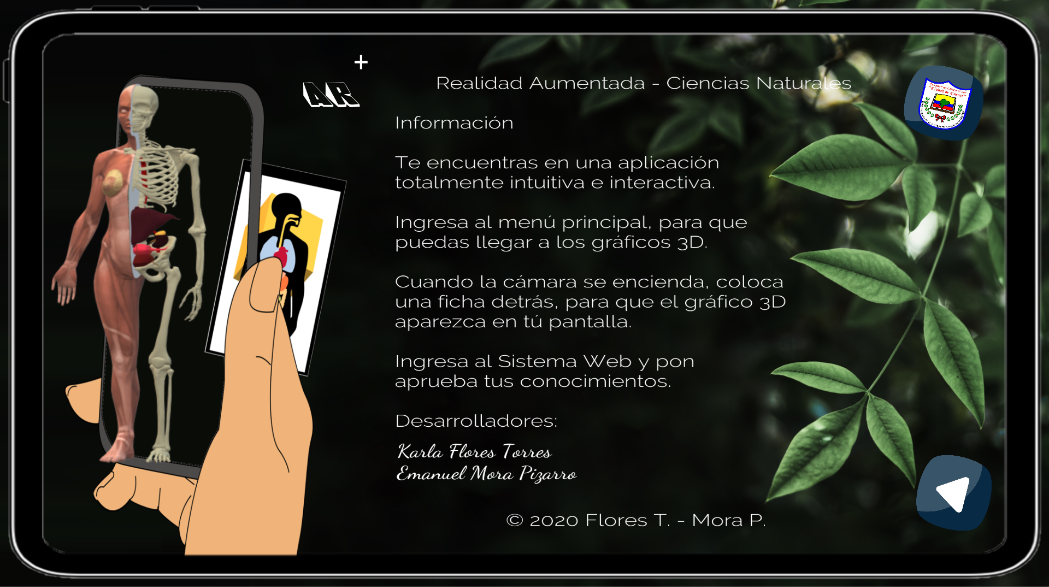 AR
Realidad Aumentada - Ciencias Naturales
Información
Te encuentras en una aplicación
totalmente intuitiva e interactiva.
Ingresa al menú principal, para que
puedas llegar a los gráficos 3D.
Cuando la cámara se encienda, coloca
una ficha detrás, para que el gráfico 3D
aparezca en tú pantalla.
Ingresa al Sistema Web y pon
aprueba tus conocimientos.
Desarrolladores:
Karla Flores Torres
Emanuel Mora Pizarro
© 2020 Flores T. - Mora P.